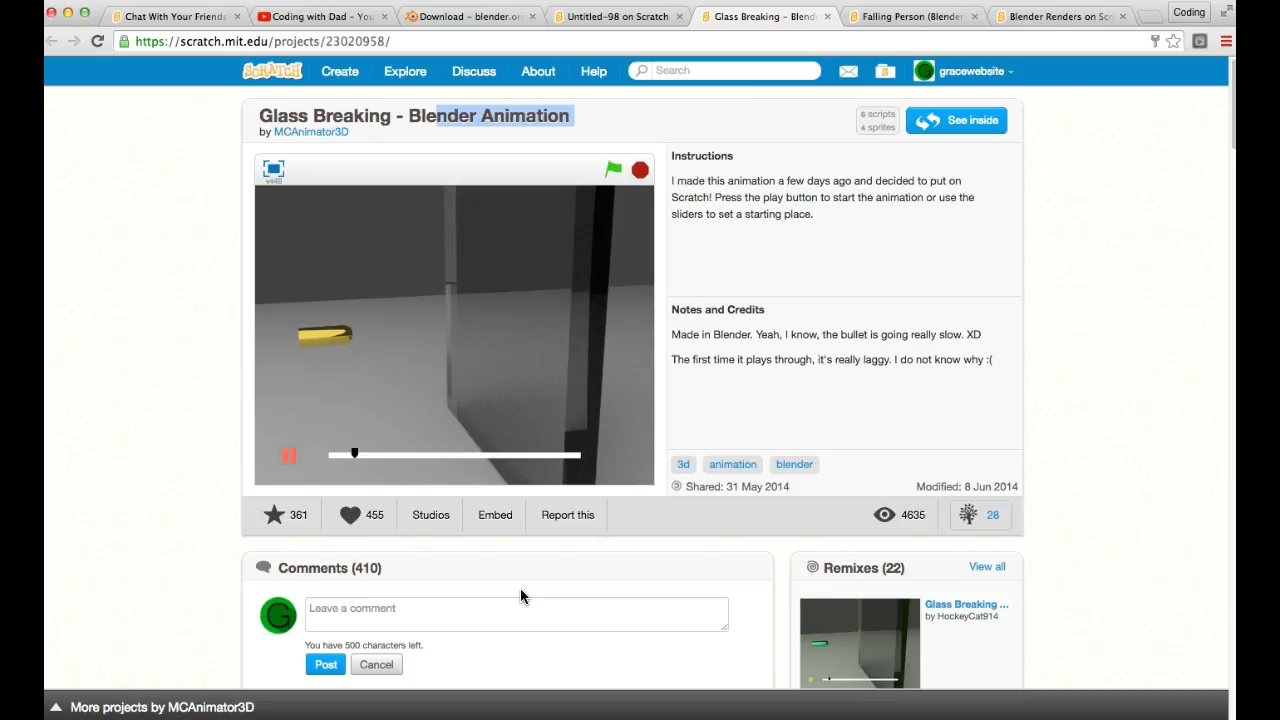 Chat With Your Friends
Coding with Dad – You
Download – blender.or
Untitled-98 on Scratch
Glass Breaking – Blende
Falling Person (Blender
Blender Renders on Scr
Coding
https://scratch.mit.edu/projects/23020958/
SCRATCH
Create
Explore
Discuss
About
Help
Search
gracewebsite
Glass Breaking - Blender Animation
by MCAnimator3D
6 scripts
4 sprites
See inside
v449
Instructions
I made this animation a few days ago and decided to put on
Scratch! Press the play button to start the animation or use the
sliders to set a starting place.
Notes and Credits
Made in Blender. Yeah, I know, the bullet is going really slow. XD
The first time it plays through, it's really laggy. I do not know why :(
3d
animation
blender
Shared: 31 May 2014
Modified: 8 Jun 2014
361
455
Studios
Embed
Report this
4635
28
Comments (410)
Leave a comment
You have 500 characters left.
Post
Cancel
Remixes (22)
View all
Glass Breaking ...
by HockeyCat914
More projects by MCAnimator3D